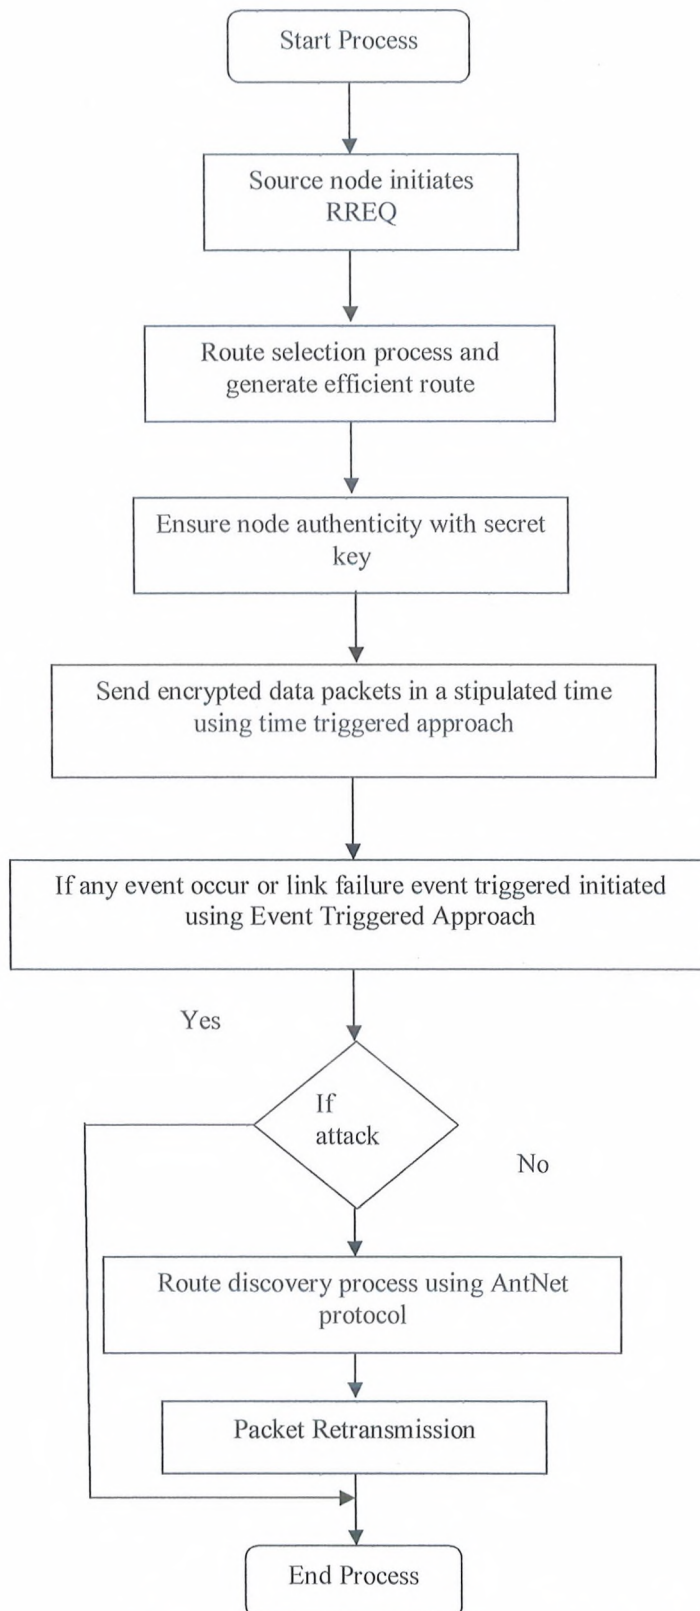 Start Process
Source node initiates
RREQ
Route selection process and
generate efficient route
Ensure node authenticity with secret
key
Send encrypted data packets in a stipulated time
using time triggered approach
If any event occur or link failure event triggered initiated
using Event Triggered Approach
Yes
If
attack
No
Route discovery process using AntNet
protocol
Packet Retransmission
End Process